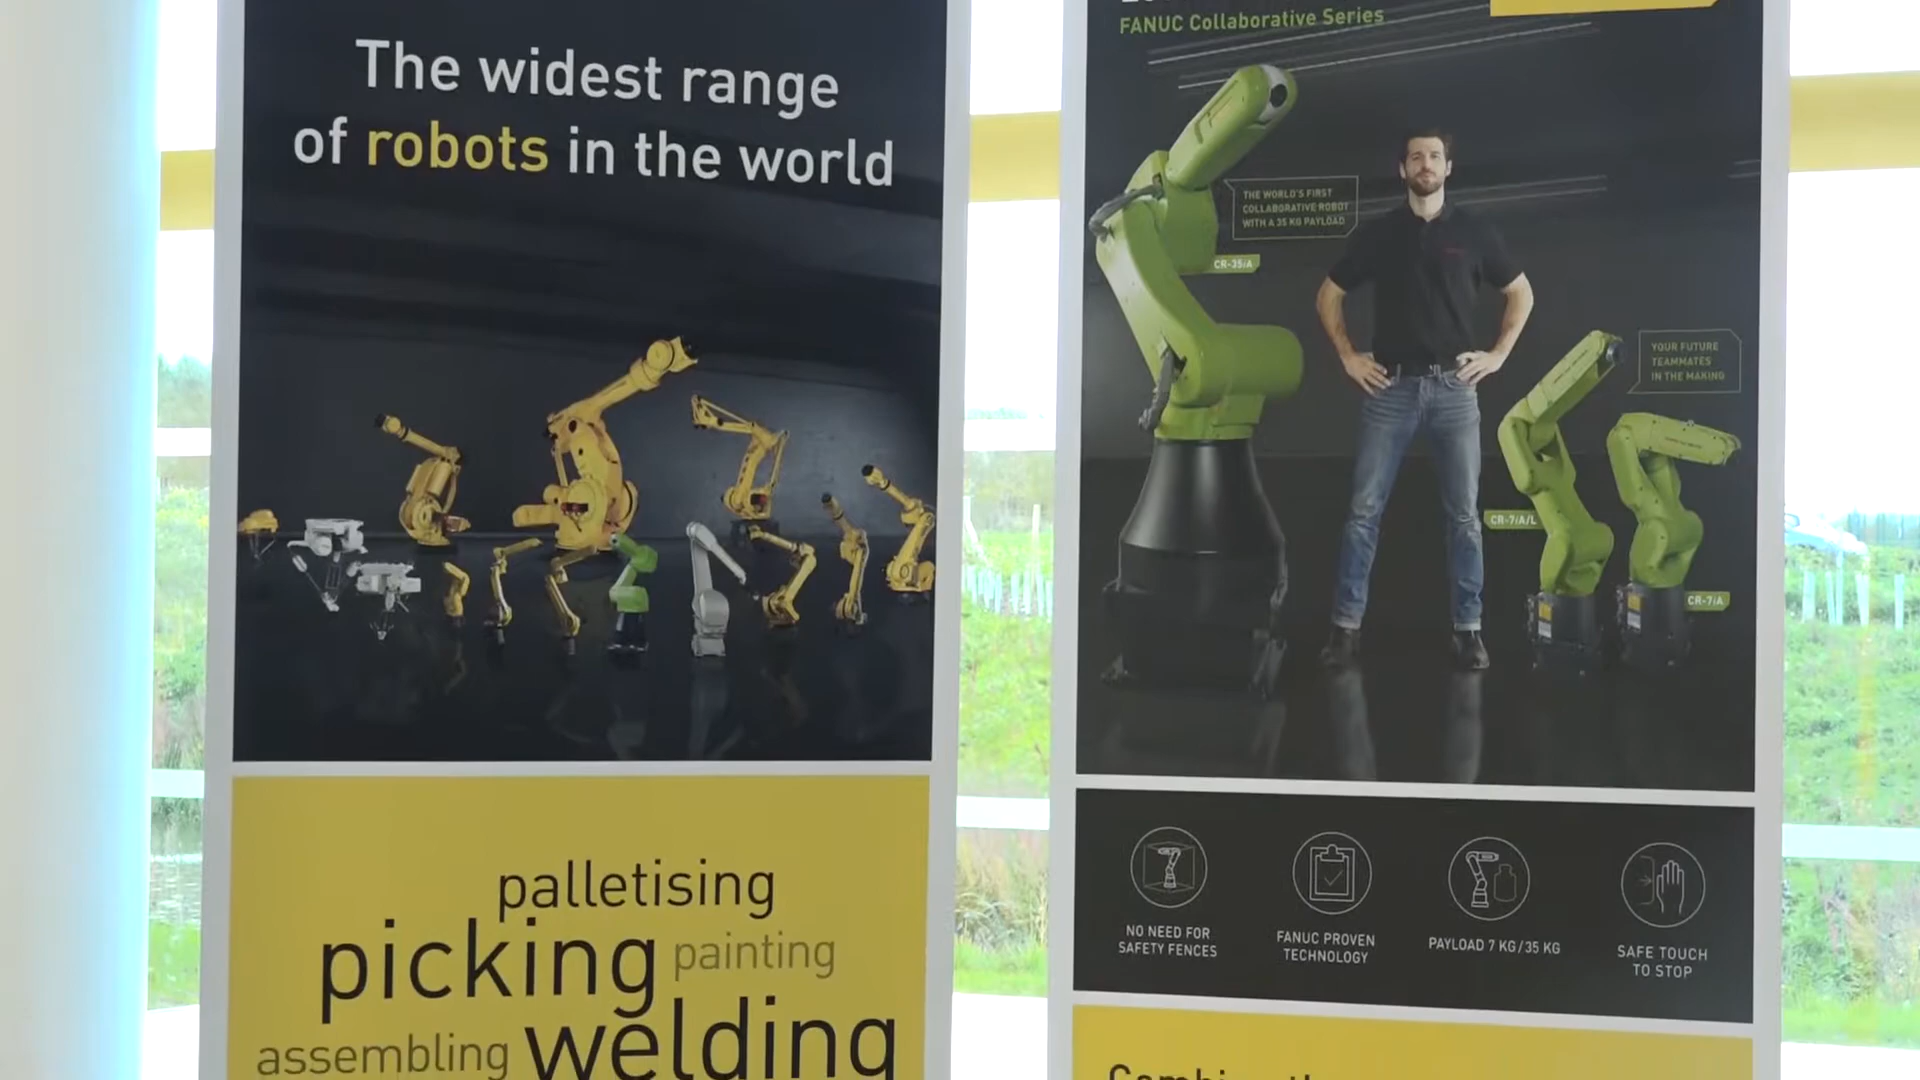 The widest range
of robots in the world
palletising
picking painting
assembling welding
FANUC Collaborative Series
THE WORLD'S FIRST
COLLABORATIVE ROBOT
WITH A 35 KG PAYLOAD
CR-35iA
YOUR FUTURE
TEAMMATES
IN THE MAKING
CR-7iA/L
CR-7iA
NO NEED FOR
SAFETY FENCES
FANUC PROVEN
TECHNOLOGY
PAYLOAD 7 KG/35 KG
SAFE TOUCH
TO STOP